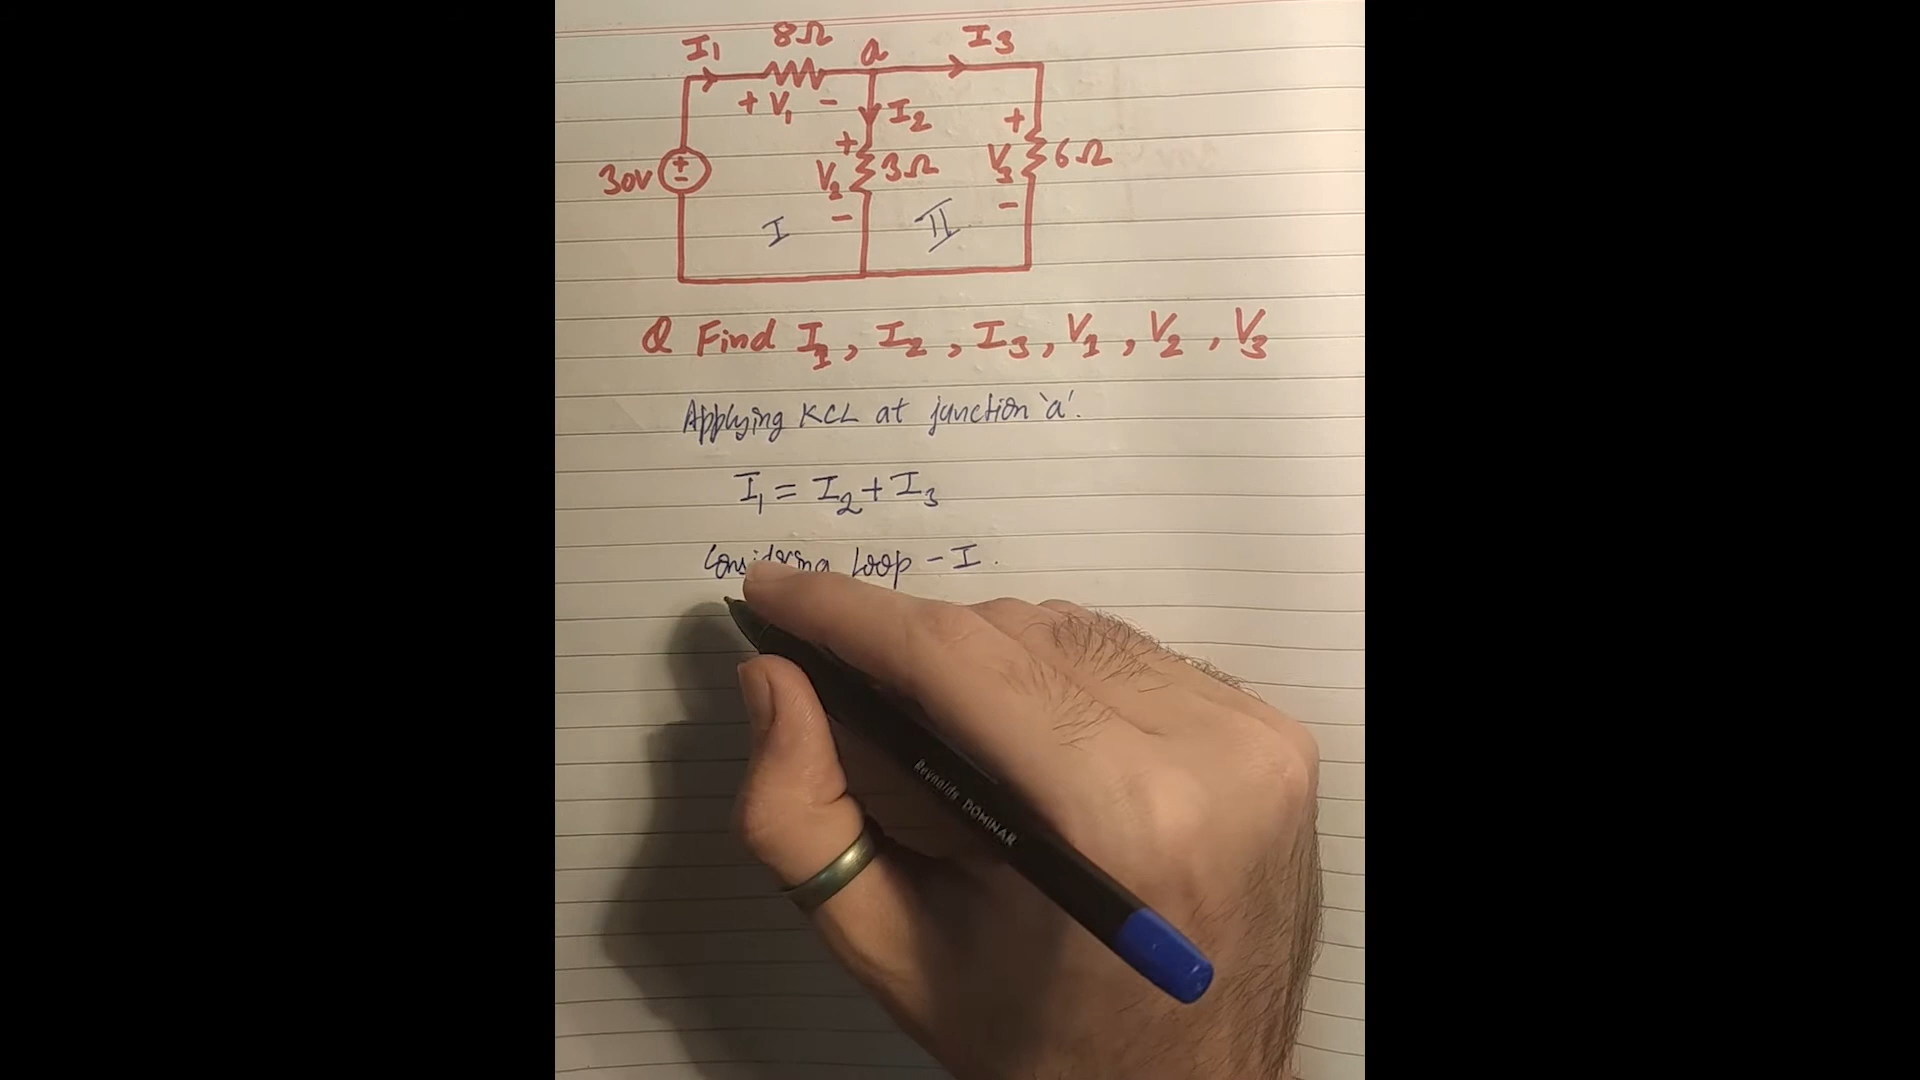 I₁ 8Ω a I₃
+ V₁ - I₂
30V + - + V₂ - 3Ω + V₃ - 6Ω
I II
Q Find I₁, I₂, I₃, V₁, V₂, V₃
Applying KCL at junction 'a'.
I₁ = I₂ + I₃
Considering Loop - I.
Reynolds DOMINAR